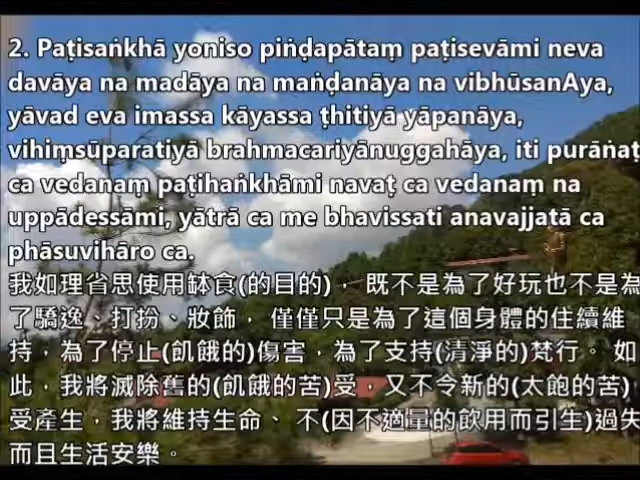 2. Paṭisaṅkhā yoniso piṅḍapātaṃ paṭisevāmi neva
davāya na madāya na maṅḍanāya na vibhūsanAya,
yāvad eva imassa kāyassa ṭhitiyā yāpanāya,
vihiṃsūparatiyā brahmacariyānuggahāya, iti purāṅaṭ
ca vedanaṃ paṭihaṅkhāmi navaṭ ca vedanaṃ na
uppādessāmi, yātrā ca me bhavissati anavajjatā ca
phāsuvihāro ca.
我如理省思使用缽食(的目的)， 既不是為了好玩也不是為
了驕逸、打扮、妝飾， 僅僅只是為了這個身體的住續維
持，為了停止(飢餓的)傷害，為了支持(清淨的)梵行。 如
此，我將滅除舊的(飢餓的苦)受，又不令新的(太飽的苦)
受產生，我將維持生命、 不(因不適量的飲用而引生)過失
而且生活安樂。